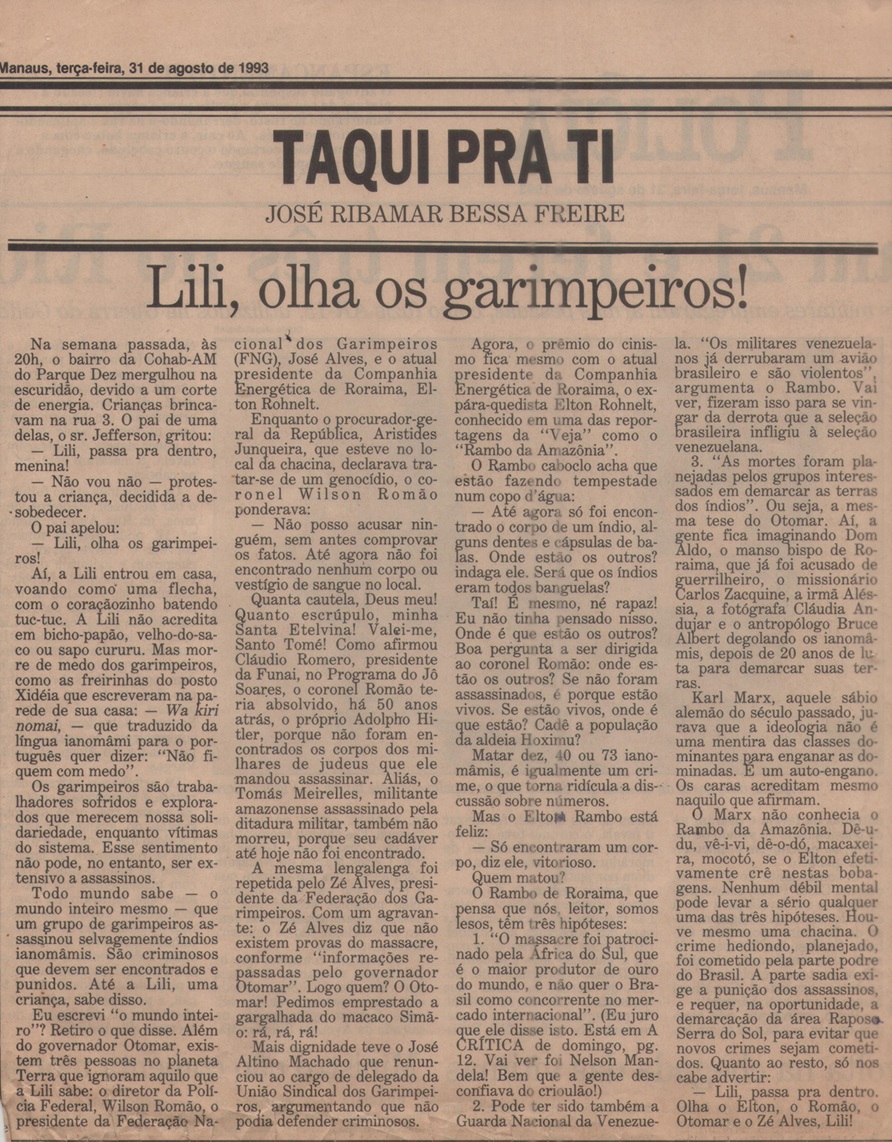 Manaus, terça-feira, 31 de agosto de 1993
TAQUI PRA TI
JOSÉ RIBAMAR BESSA FREIRE
Lili, olha os garimpeiros!
Na semana passada, às
20h, o bairro da Cohab-AM
do Parque Dez mergulhou na
escuridão, devido a um corte
de energia. Crianças brinca-
vam na rua 3. O pai de uma
delas, o sr. Jefferson, gritou:
— Lili, passa pra dentro,
menina!
— Não vou não — protes-
tou a criança, decidida a de-
sobedecer.
O pai apelou:
— Lili, olha os garimpei-
ros!
Aí, a Lili entrou em casa,
voando como uma flecha,
com o coraçãozinho batendo
tuc-tuc. A Lili não acredita
em bicho-papão, velho-do-sa-
co ou sapo cururu. Mas mor-
re de medo dos garimpeiros,
como as freirinhas do posto
Xidéia que escreveram na pa-
rede de sua casa: — Wa kiri
nomai, — que traduzido da
língua ianomâmi para o por-
tuguês quer dizer: "Não fi-
quem com medo".
Os garimpeiros são traba-
lhadores sofridos e explora-
dos que merecem nossa soli-
dariedade, enquanto vítimas
do sistema. Esse sentimento
não pode, no entanto, ser ex-
tensivo a assassinos.
Todo mundo sabe — o
mundo inteiro mesmo — que
um grupo de garimpeiros as-
sassinou selvagemente índios
ianomâmis. São criminosos
que devem ser encontrados e
punidos. Até a Lili, uma
criança, sabe disso.
Eu escrevi "o mundo intei-
ro"? Retiro o que disse. Além
do governador Otomar, exis-
tem três pessoas no planeta
Terra que ignoram aquilo que
a Lili sabe: o diretor da Polí-
cia Federal, Wilson Romão, o
presidente da Federação Na-
cional dos Garimpeiros
(FNG), José Alves, e o atual
presidente da Companhia
Energética de Roraima, El-
ton Rohnelt.
Enquanto o procurador-ge-
ral da República, Aristides
Junqueira, que esteve no lo-
cal da chacina, declarava tra-
tar-se de um genocídio, o co-
ronel Wilson Romão
ponderava:
— Não posso acusar nin-
guém, sem antes comprovar
os fatos. Até agora não foi
encontrado nenhum corpo ou
vestígio de sangue no local.
Quanta cautela, Deus meu!
Quanto escrúpulo, minha
Santa Etelvina! Valei-me,
Santo Tomé! Como afirmou
Cláudio Romero, presidente
da Funai, no Programa do Jô
Soares, o coronel Romão te-
ria absolvido, há 50 anos
atrás, o próprio Adolpho Hi-
tler, porque não foram en-
contrados os corpos dos mi-
lhares de judeus que ele
mandou assassinar. Aliás, o
Tomás Meirelles, militante
amazonense assassinado pela
ditadura militar, também não
morreu, porque seu cadáver
até hoje não foi encontrado.
A mesma lengalenga foi
repetida pelo Zé Alves, presi-
dente da Federação dos Ga-
rimpeiros. Com um agravan-
te: o Zé Alves diz que não
existem provas do massacre,
conforme "informações re-
passadas pelo governador
Otomar". Logo quem? O Oto-
mar! Pedimos emprestado a
gargalhada do macaco Simã-
o: rá, rá, rá!
Mais dignidade teve o José
Altino Machado que renun-
ciou ao cargo de delegado da
União Sindical dos Garimpei-
ros, argumentando que não
podia defender criminosos.
Agora, o prêmio do cinis-
mo fica mesmo com o atual
presidente da Companhia
Energética de Roraima, o ex-
pára-quedista Elton Rohnelt,
conhecido em uma das repor-
tagens da "Veja" como o
"Rambo da Amazônia".
O Rambo caboclo acha que
estão fazendo tempestade
num copo d'água:
— Até agora só foi encon-
trado o corpo de um índio, al-
guns dentes e cápsulas de ba-
las. Onde estão os outros?
indaga ele. Será que os índios
eram todos banguelas?
Taí! É mesmo, né rapaz!
Eu não tinha pensado nisso.
Onde é que estão os outros?
Boa pergunta a ser dirigida
ao coronel Romão: onde es-
tão os outros? Se não foram
assassinados, é porque estão
vivos. Se estão vivos, onde é
que estão? Cadê a população
da aldeia Hoximu?
Matar dez, 40 ou 73 iano-
mâmis, é igualmente um cri-
me, o que torna ridícula a dis-
cussão sobre números.
Mas o Elton Rambo está
feliz:
— Só encontraram um cor-
po, diz ele, vitorioso.
Quem matou?
O Rambo de Roraima, que
pensa que nós, leitor, somos
lesos, têm três hipóteses:
1. "O massacre foi patroci-
nado pela África do Sul, que
é o maior produtor de ouro
do mundo, e não quer o Bra-
sil como concorrente no mer-
cado internacional". (Eu juro
que ele disse isto. Está em A
CRÍTICA de domingo, pg.
12. Vai ver foi Nelson Man-
dela! Bem que a gente des-
confiava do crioulão!)
2. Pode ter sido também a
Guarda Nacional da Venezue-
la. "Os militares venezuela-
nos já derrubaram um avião
brasileiro e são violentos",
argumenta o Rambo. Vai
ver, fizeram isso para se vin-
gar da derrota que a seleção
brasileira infligiu à seleção
venezuelana.
3. "As mortes foram pla-
nejadas pelos grupos interes-
sados em demarcar as terras
dos índios". Ou seja, a mes-
ma tese do Otomar. Aí, a
gente fica imaginando Dom
Aldo, o manso bispo de Ro-
raima, que já foi acusado de
guerrilheiro, o missionário
Carlos Zacquine, a irmã Alés-
sia, a fotógrafa Cláudia An-
dujar e o antropólogo Bruce
Albert degolando os ianomâ-
mis, depois de 20 anos de lu-
ta para demarcar suas ter-
ras.
Karl Marx, aquele sábio
alemão do século passado, ju-
rava que a ideologia não é
uma mentira das classes do-
minantes para enganar as do-
minadas. É um auto-engano.
Os caras acreditam mesmo
naquilo que afirmam.
O Marx não conhecia o
Rambo da Amazônia. Dê-u-
du, vê-i-vi, dê-o-dó, macaxei-
ra, mocotó, se o Elton efeti-
vamente crê nestas boba-
gens. Nenhum débil mental
pode levar a sério qualquer
uma das três hipóteses. Hou-
ve mesmo uma chacina. O
crime hediondo, planejado,
foi cometido pela parte podre
do Brasil. A parte sadia exi-
ge a punição dos assassinos,
e requer, na oportunidade, a
demarcação da área Raposa
Serra do Sol, para evitar que
novos crimes sejam cometi-
dos. Quanto ao resto, só nos
cabe advertir:
— Lili, passa pra dentro.
Olha o Elton, o Romão, o
Otomar e o Zé Alves, Lili!